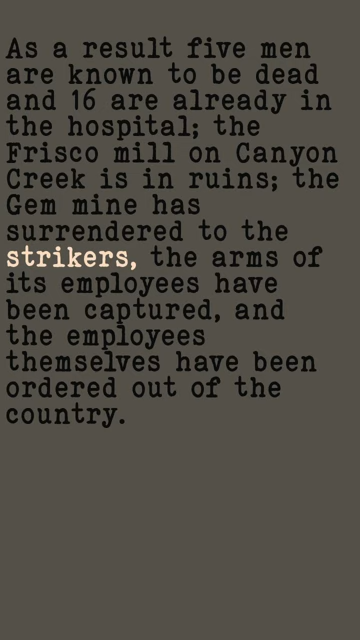 As a result five men
are known to be dead
and 16 are already in
the hospital; the
Frisco mill on Canyon
Creek is in ruins; the
Gem mine has
surrendered to the
strikers, the arms of
its employees have
been captured, and
the employees
themselves have been
ordered out of the
country.